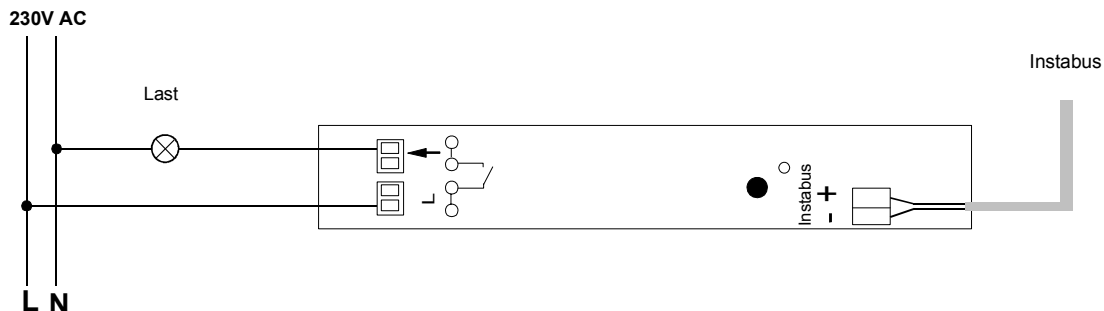 230V AC
Instabus
Last
L
Instabus
+
-
L N